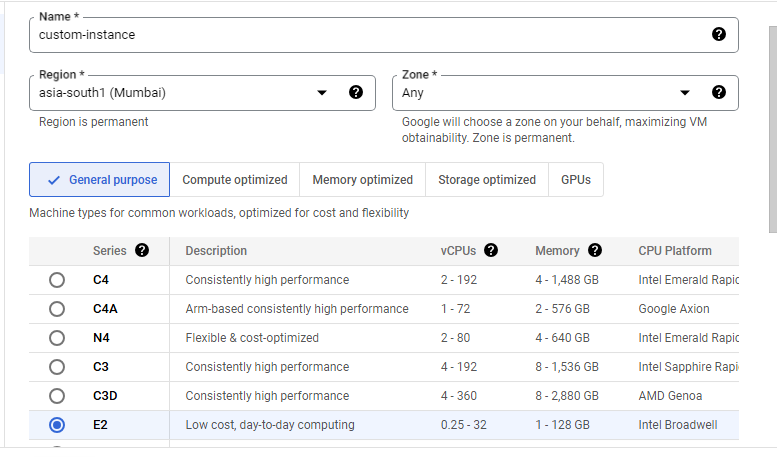 Name *
custom-instance
Region *
asia-south1 (Mumbai)
Zone *
Any
Region is permanent
Google will choose a zone on your behalf, maximizing VM
obtainability. Zone is permanent.
General purpose Compute optimized Memory optimized Storage optimized GPUs
Machine types for common workloads, optimized for cost and flexibility
Series Description vCPUs Memory CPU Platform
C4 Consistently high performance 2 - 192 4 - 1,488 GB Intel Emerald Rapid
C4A Arm-based consistently high performance 1 - 72 2 - 576 GB Google Axion
N4 Flexible & cost-optimized 2 - 80 4 - 640 GB Intel Emerald Rapid
C3 Consistently high performance 4 - 192 8 - 1,536 GB Intel Sapphire Rapi
C3D Consistently high performance 4 - 360 8 - 2,880 GB AMD Genoa
E2 Low cost, day-to-day computing 0.25 - 32 1 - 128 GB Intel Broadwell